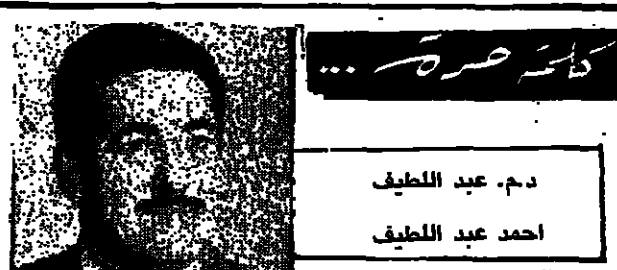 كلمة حرة ...
د.م. عبد اللطيف
احمد عبد اللطيف